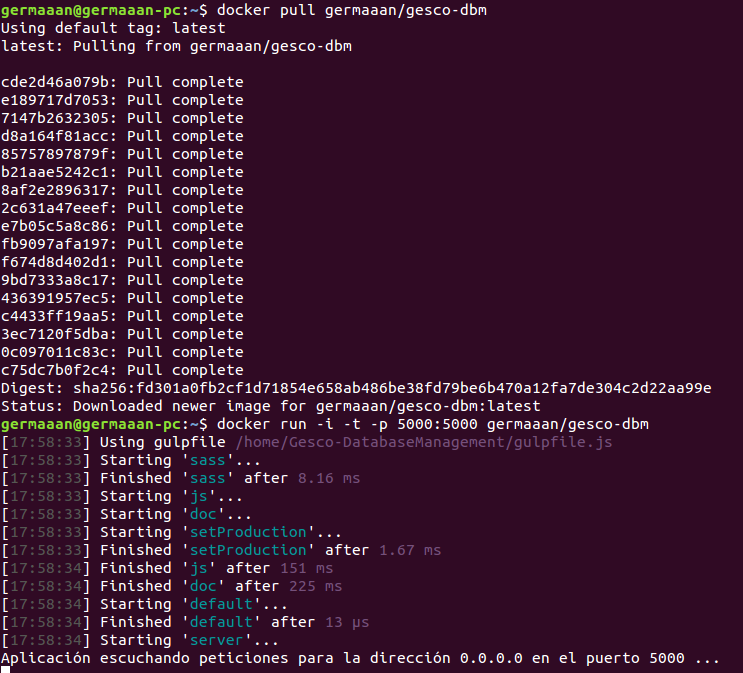 germaaan@germaaan-pc:~$ docker pull germaaan/gesco-dbm
Using default tag: latest
latest: Pulling from germaaan/gesco-dbm
cde2d46a079b: Pull complete
e189717d7053: Pull complete
7147b2632305: Pull complete
d8a164f81acc: Pull complete
85757897879f: Pull complete
b21aae5242c1: Pull complete
8af2e2896317: Pull complete
2c631a47eeef: Pull complete
e7b05c5a8c86: Pull complete
fb9097afa197: Pull complete
f674d8d402d1: Pull complete
9bd7333a8c17: Pull complete
436391957ec5: Pull complete
c4433ff19aa5: Pull complete
3ec7120f5dba: Pull complete
0c097011c83c: Pull complete
c75dc7b0f2c4: Pull complete
Digest: sha256:fd301a0fb2cf1d71854e658ab486be38fd79be6b470a12fa7de304c2d22aa99e
Status: Downloaded newer image for germaaan/gesco-dbm:latest
germaaan@germaaan-pc:~$ docker run -i -t -p 5000:5000 germaaan/gesco-dbm
[17:58:33] Using gulpfile /home/Gesco-DatabaseManagement/gulpfile.js
[17:58:33] Starting 'sass'...
[17:58:33] Finished 'sass' after 8.16 ms
[17:58:33] Starting 'js'...
[17:58:33] Starting 'doc'...
[17:58:33] Starting 'setProduction'...
[17:58:33] Finished 'setProduction' after 1.67 ms
[17:58:34] Finished 'js' after 151 ms
[17:58:34] Finished 'doc' after 225 ms
[17:58:34] Starting 'default'...
[17:58:34] Finished 'default' after 13 μs
[17:58:34] Starting 'server'...
Aplicación escuchando peticiones para la dirección 0.0.0.0 en el puerto 5000 ...